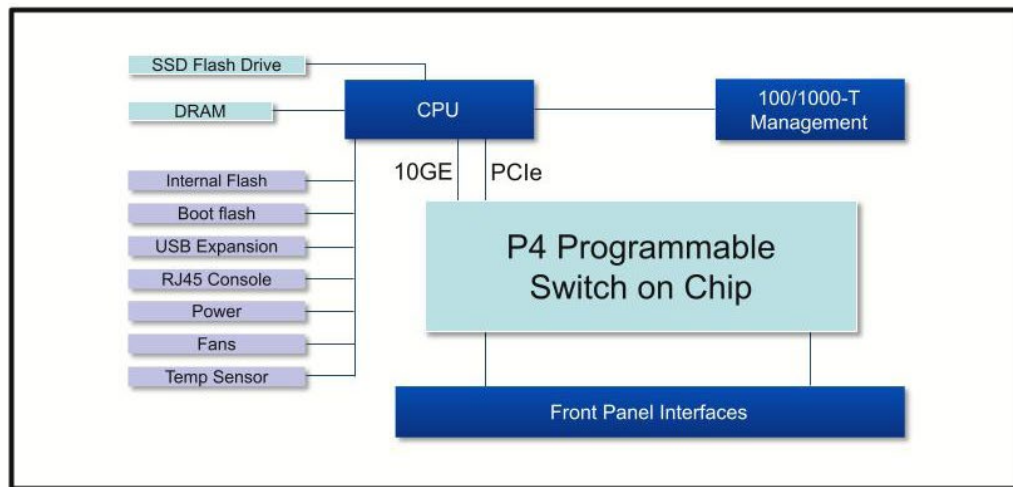 SSD Flash Drive
DRAM
CPU
100/1000-T
Management
10GE
PCIe
Internal Flash
Boot flash
USB Expansion
RJ45 Console
Power
Fans
Temp Sensor
P4 Programmable
Switch on Chip
Front Panel Interfaces